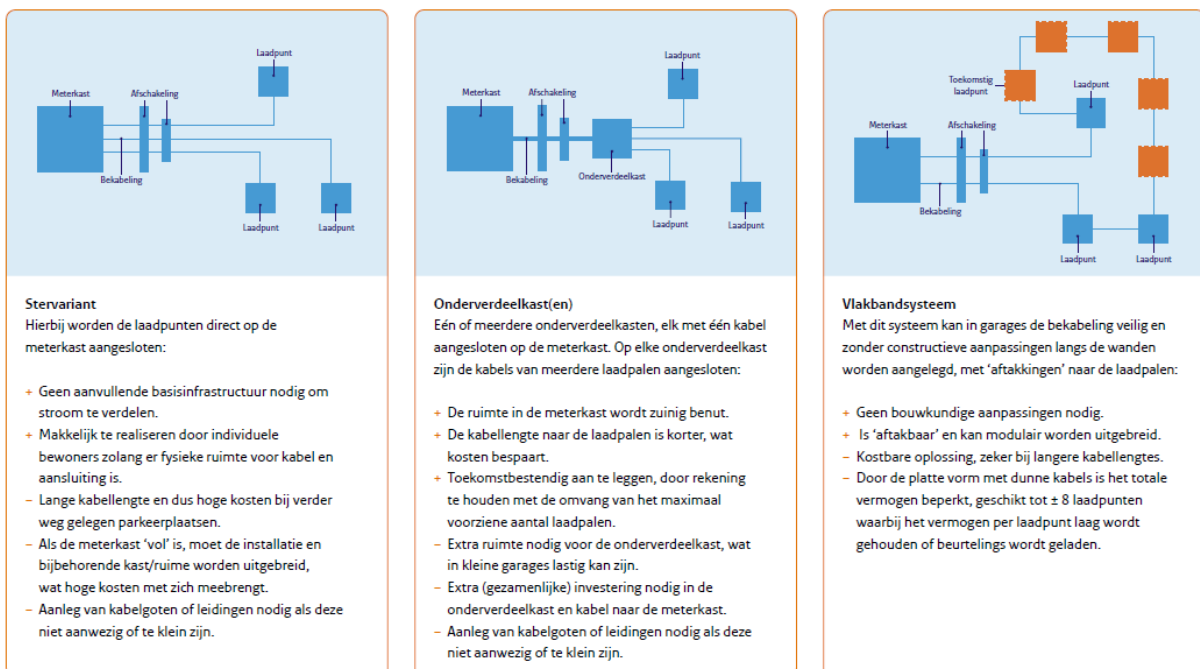 Laadpunt
Meterkast
Afschakeling
Bekabeling
Laadpunt
Laadpunt
Stervariant
Hierbij worden de laadpunten direct op de
meterkast aangesloten:
+ Geen aanvullende basisinfrastructuur nodig om
stroom te verdelen.
+ Makkelijk te realiseren door individuele
bewoners zolang er fysieke ruimte voor kabel en
aansluiting is.
– Lange kabellengte en dus hoge kosten bij verder
weg gelegen parkeerplaatsen.
– Als de meterkast ‘vol’ is, moet de installatie en
bijbehorende kast/ruime worden uitgebreid,
wat hoge kosten met zich meebrengt.
– Aanleg van kabelgoten of leidingen nodig als deze
niet aanwezig of te klein zijn.
Laadpunt
Meterkast
Afschakeling
Bekabeling
Onderverdeelkast
Laadpunt
Laadpunt
Onderverdeelkast(en)
Eén of meerdere onderverdeelkasten, elk met één kabel
aangesloten op de meterkast. Op elke onderverdeelkast
zijn de kabels van meerdere laadpalen aangesloten:
+ De ruimte in de meterkast wordt zuinig benut.
+ De kabellengte naar de laadpalen is korter, wat
kosten bespaart.
+ Toekomstbestendig aan te leggen, door rekening
te houden met de omvang van het maximaal
voorziene aantal laadpalen.
– Extra ruimte nodig voor de onderverdeelkast, wat
in kleine garages lastig kan zijn.
– Extra (gezamenlijke) investering nodig in de
onderverdeelkast en kabel naar de meterkast.
– Aanleg van kabelgoten of leidingen nodig als deze
niet aanwezig of te klein zijn.
Toekomstig
laadpunt
Laadpunt
Meterkast
Afschakeling
Bekabeling
Laadpunt
Laadpunt
Vlakbandsysteem
Met dit systeem kan in garages de bekabeling veilig en
zonder constructieve aanpassingen langs de wanden
worden aangelegd, met ‘aftakkingen’ naar de laadpalen:
+ Geen bouwkundige aanpassingen nodig.
+ Is ‘aftakbaar’ en kan modulair worden uitgebreid.
– Kostbare oplossing, zeker bij langere kabellengtes.
– Door de platte vorm met dunne kabels is het totale
vermogen beperkt, geschikt tot ± 8 laadpunten
waarbij het vermogen per laadpunt laag wordt
gehouden of beurtelings wordt geladen.